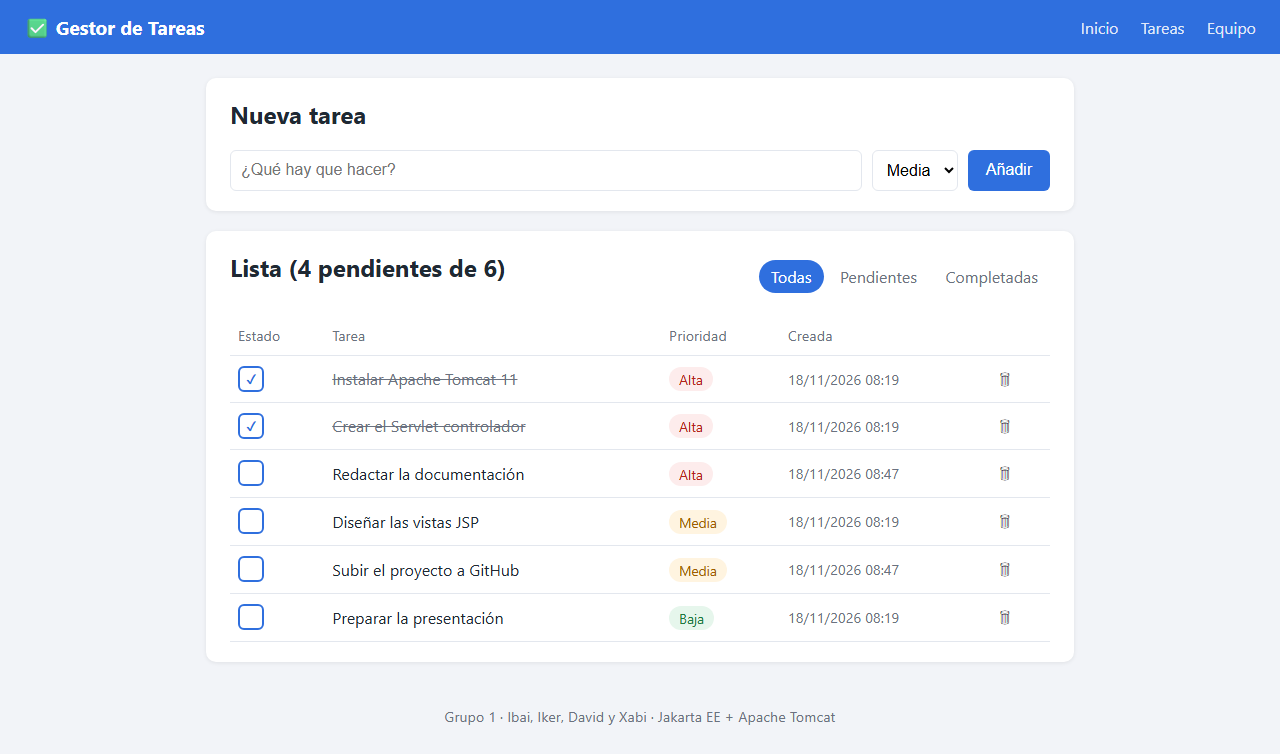 ✅ Gestor de Tareas Inicio Tareas Equipo
Nueva tarea
¿Qué hay que hacer? Media Añadir
Lista (4 pendientes de 6) Todas Pendientes Completadas
Estado Tarea Prioridad Creada
✓ Instalar Apache Tomcat 11 Alta 18/11/2026 08:19
✓ Crear el Servlet controlador Alta 18/11/2026 08:19
Redactar la documentación Alta 18/11/2026 08:47
Diseñar las vistas JSP Media 18/11/2026 08:19
Subir el proyecto a GitHub Media 18/11/2026 08:47
Preparar la presentación Baja 18/11/2026 08:19
Grupo 1 · Ibai, Iker, David y Xabi · Jakarta EE + Apache Tomcat